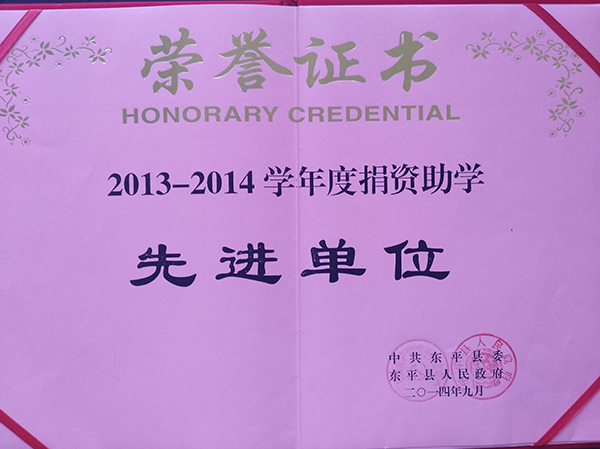 荣誉证书
HONORARY CREDENTIAL
2013-2014 学年度捐资助学
先进单位
中共东平县委
东平县人民政府
二〇一四年九月